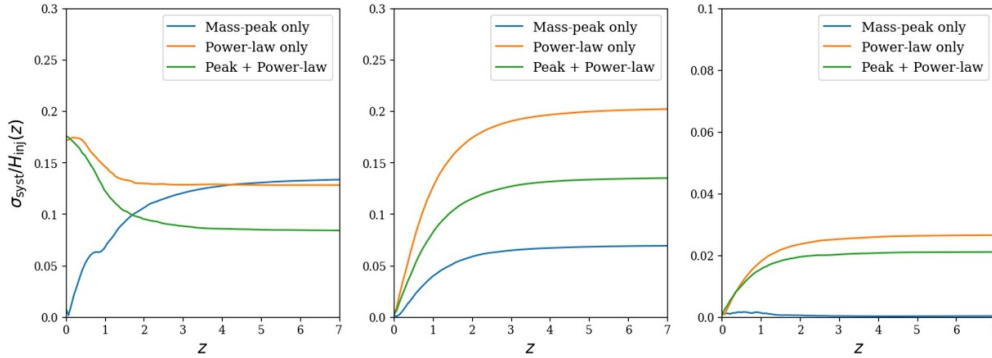 σsyst/Hinj(z)
0.3
0.25
0.2
0.15
0.1
0.05
0.0
0 1 2 3 4 5 6 7
z
Mass-peak only
Power-law only
Peak + Power-law
0.3
0.25
0.2
0.15
0.1
0.05
0.0
0 1 2 3 4 5 6 7
z
Mass-peak only
Power-law only
Peak + Power-law
0.1
0.08
0.06
0.04
0.02
0.0
0 1 2 3 4 5 6 7
z
Mass-peak only
Power-law only
Peak + Power-law